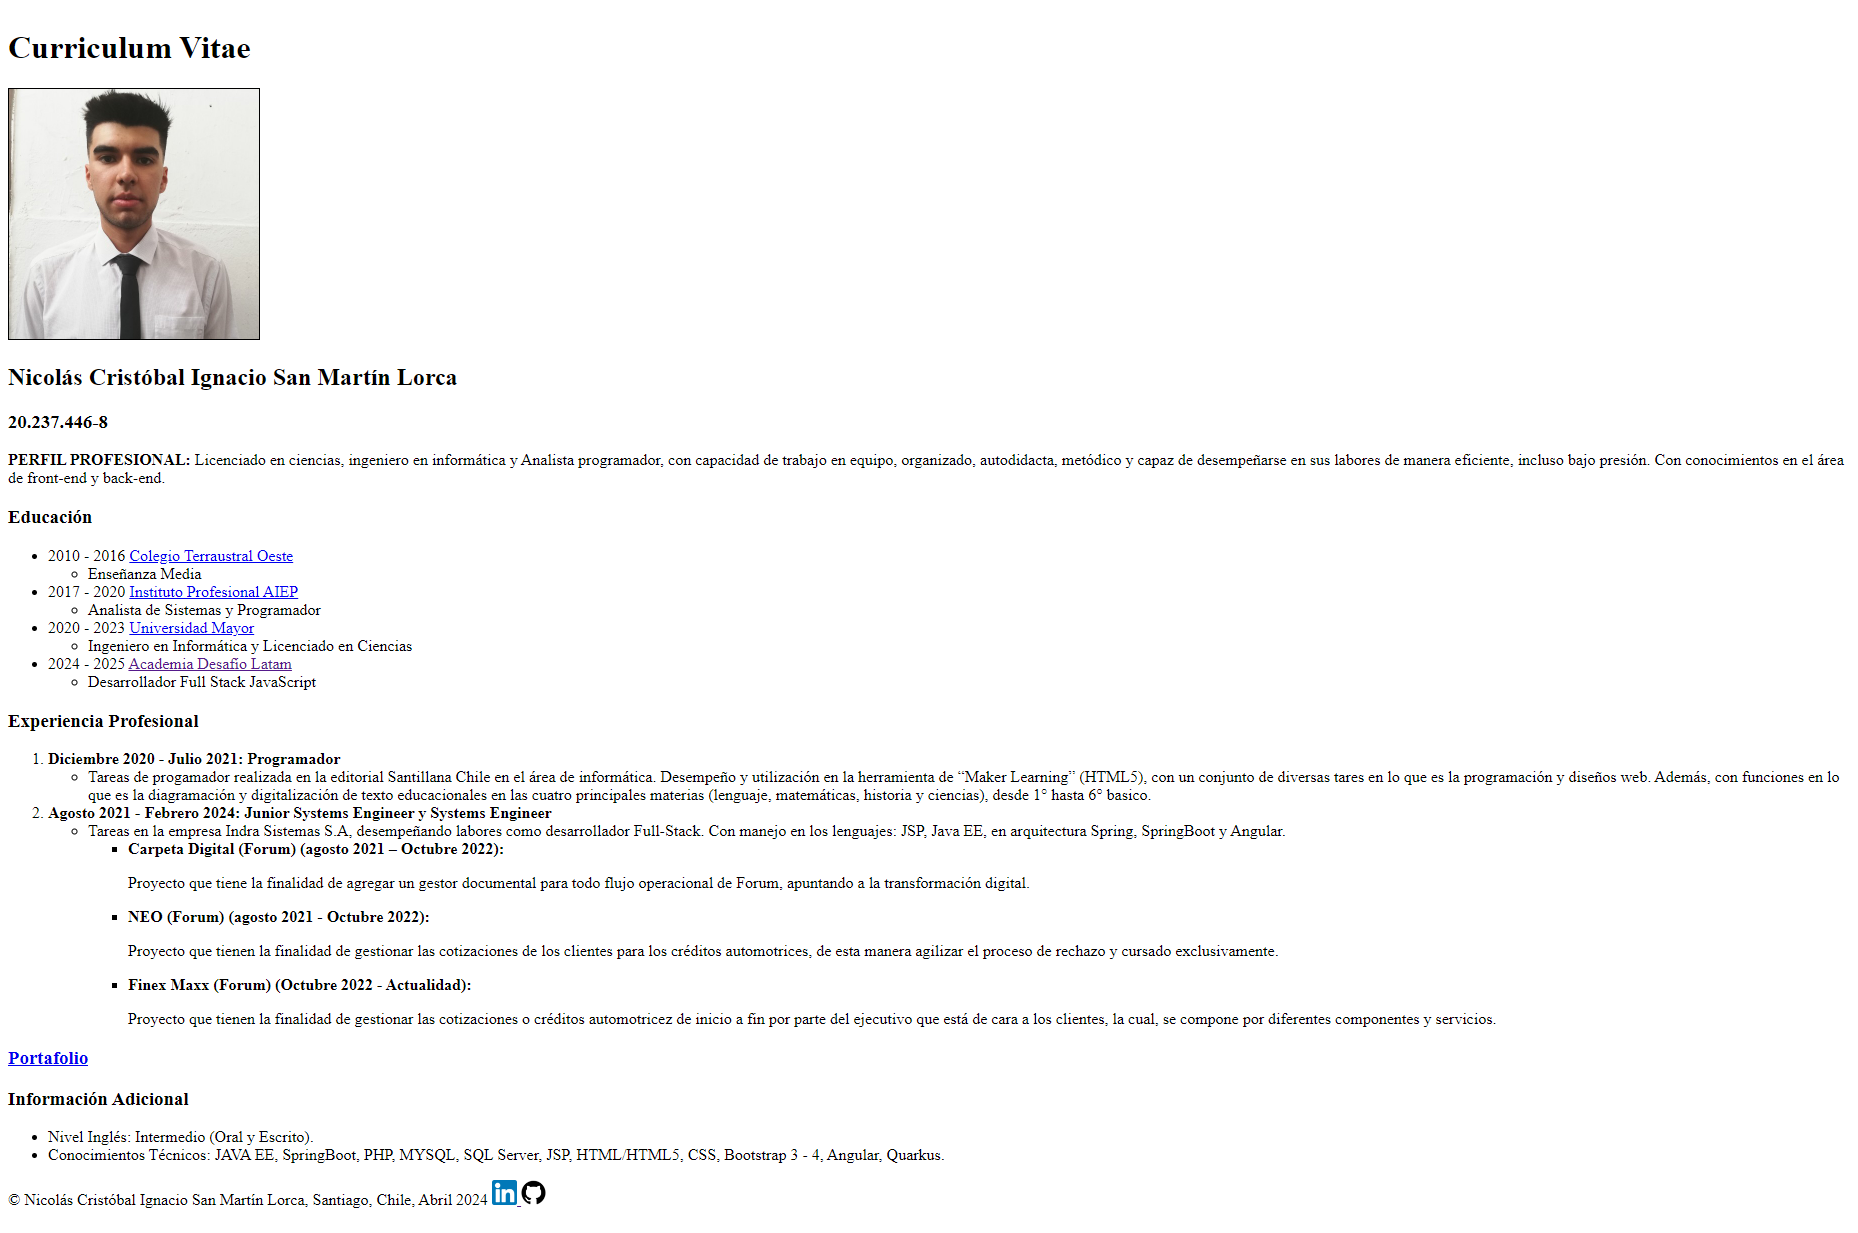 Curriculum Vitae
Nicolás Cristóbal Ignacio San Martín Lorca
20.237.446-8
PERFIL PROFESIONAL: Licenciado en ciencias, ingeniero en informática y Analista programador, con capacidad de trabajo en equipo, organizado, autodidacta, metódico y capaz de desempeñarse en sus labores de manera eficiente, incluso bajo presión. Con conocimientos en el área
de front-end y back-end.
Educación
• 2010 - 2016 Colegio Terraustral Oeste
◦ Enseñanza Media
• 2017 - 2020 Instituto Profesional AIEP
◦ Analista de Sistemas y Programador
• 2020 - 2023 Universidad Mayor
◦ Ingeniero en Informática y Licenciado en Ciencias
• 2024 - 2025 Academia Desafío Latam
◦ Desarrollador Full Stack JavaScript
Experiencia Profesional
1. Diciembre 2020 - Julio 2021: Programador
◦ Tareas de progamador realizada en la editorial Santillana Chile en el área de informática. Desempeño y utilización en la herramienta de “Maker Learning” (HTML5), con un conjunto de diversas tares en lo que es la programación y diseños web. Además, con funciones en lo
que es la diagramación y digitalización de texto educacionales en las cuatro principales materias (lenguaje, matemáticas, historia y ciencias), desde 1° hasta 6° basico.
2. Agosto 2021 - Febrero 2024: Junior Systems Engineer y Systems Engineer
◦ Tareas en la empresa Indra Sistemas S.A, desempeñando labores como desarrollador Full-Stack. Con manejo en los lenguajes: JSP, Java EE, en arquitectura Spring, SpringBoot y Angular.
▪ Carpeta Digital (Forum) (agosto 2021 – Octubre 2022):
Proyecto que tiene la finalidad de agregar un gestor documental para todo flujo operacional de Forum, apuntando a la transformación digital.
▪ NEO (Forum) (agosto 2021 - Octubre 2022):
Proyecto que tienen la finalidad de gestionar las cotizaciones de los clientes para los créditos automotrices, de esta manera agilizar el proceso de rechazo y cursado exclusivamente.
▪ Finex Maxx (Forum) (Octubre 2022 - Actualidad):
Proyecto que tienen la finalidad de gestionar las cotizaciones o créditos automotricez de inicio a fin por parte del ejecutivo que está de cara a los clientes, la cual, se compone por diferentes componentes y servicios.
Portafolio
Información Adicional
• Nivel Inglés: Intermedio (Oral y Escrito).
• Conocimientos Técnicos: JAVA EE, SpringBoot, PHP, MYSQL, SQL Server, JSP, HTML/HTML5, CSS, Bootstrap 3 - 4, Angular, Quarkus.
© Nicolás Cristóbal Ignacio San Martín Lorca, Santiago, Chile, Abril 2024 in